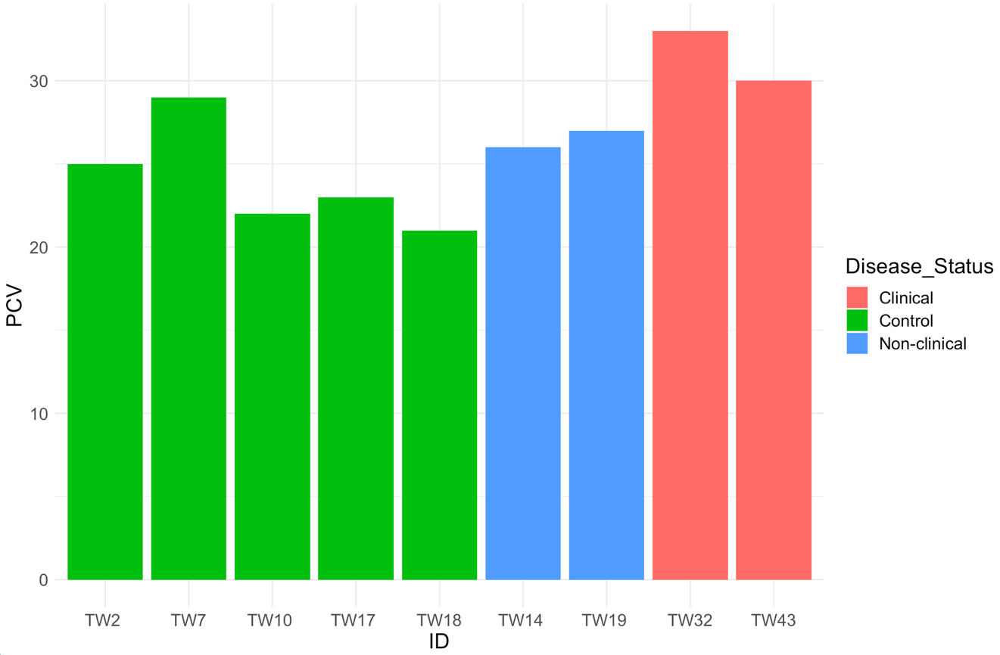 PCV
30
20
10
0
TW2 TW7 TW10 TW17 TW18 TW14 TW19 TW32 TW43
ID
Disease_Status
Clinical
Control
Non-clinical